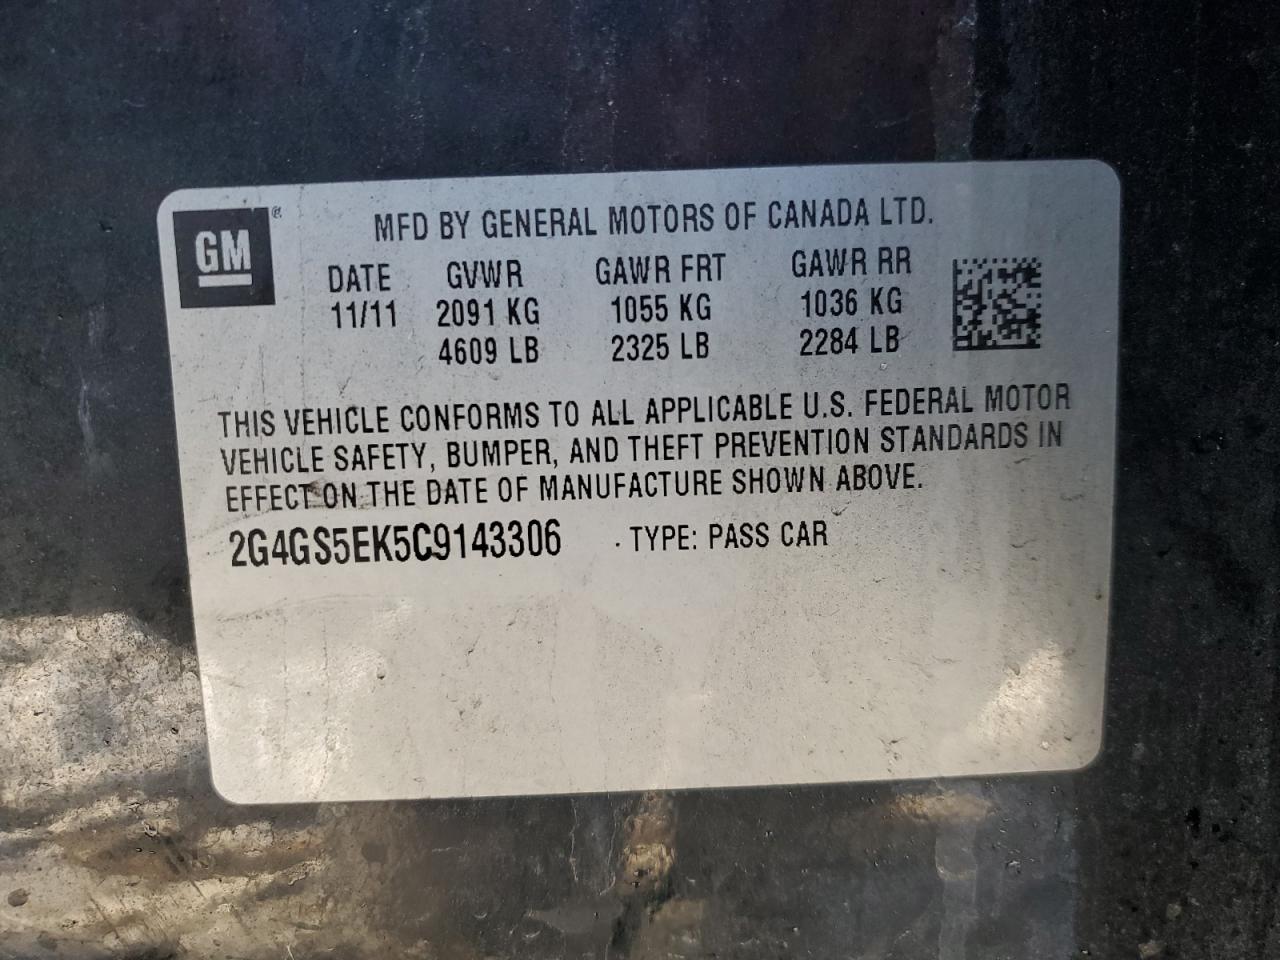 GM ®
MFD BY GENERAL MOTORS OF CANADA LTD.
DATE GVWR GAWR FRT GAWR RR
11/11 2091 KG 1055 KG 1036 KG
4609 LB 2325 LB 2284 LB
THIS VEHICLE CONFORMS TO ALL APPLICABLE U.S. FEDERAL MOTOR
VEHICLE SAFETY, BUMPER, AND THEFT PREVENTION STANDARDS IN
EFFECT ON THE DATE OF MANUFACTURE SHOWN ABOVE.
2G4GS5EK5C9143306 TYPE: PASS CAR